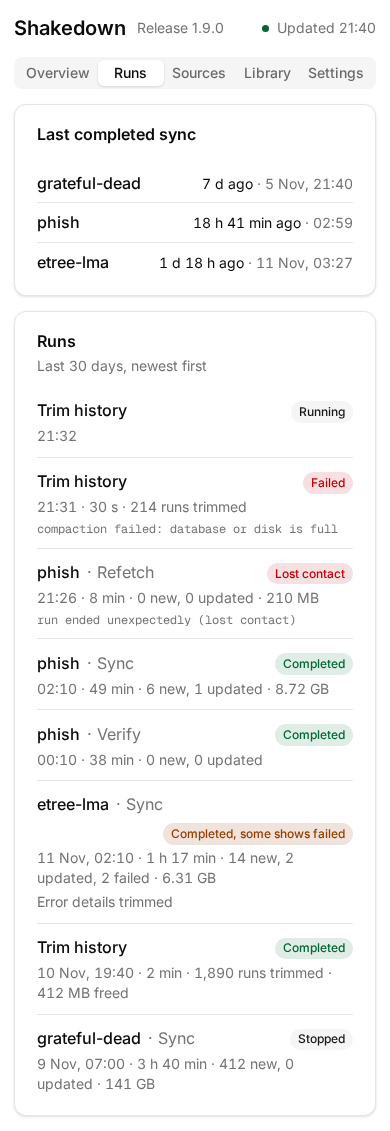 Shakedown Release 1.9.0 Updated 21:40
Overview Runs Sources Library Settings
Last completed sync
grateful-dead 7 d ago · 5 Nov, 21:40
phish 18 h 41 min ago · 02:59
etree-lma 1 d 18 h ago · 11 Nov, 03:27
Runs
Last 30 days, newest first
Trim history Running
21:32
Trim history Failed
21:31 · 30 s · 214 runs trimmed
compaction failed: database or disk is full
phish · Refetch Lost contact
21:26 · 8 min · 0 new, 0 updated · 210 MB
run ended unexpectedly (lost contact)
phish · Sync Completed
02:10 · 49 min · 6 new, 1 updated · 8.72 GB
phish · Verify Completed
00:10 · 38 min · 0 new, 0 updated
etree-lma · Sync
Completed, some shows failed
11 Nov, 02:10 · 1 h 17 min · 14 new, 2
updated, 2 failed · 6.31 GB
Error details trimmed
Trim history Completed
10 Nov, 19:40 · 2 min · 1,890 runs trimmed ·
412 MB freed
grateful-dead · Sync Stopped
9 Nov, 07:00 · 3 h 40 min · 412 new, 0
updated · 141 GB